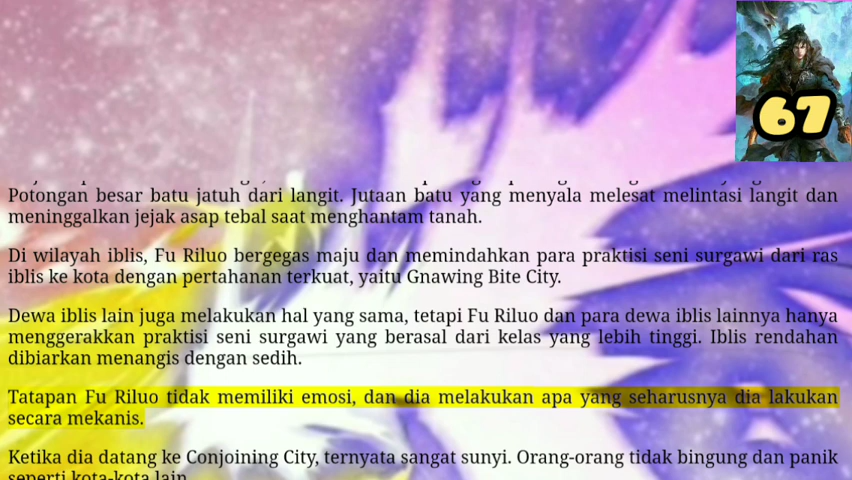 67
Potongan besar batu jatuh dari langit. Jutaan batu yang menyala melesat melintasi langit dan
meninggalkan jejak asap tebal saat menghantam tanah.
Di wilayah iblis, Fu Riluo bergegas maju dan memindahkan para praktisi seni surgawi dari ras
iblis ke kota dengan pertahanan terkuat, yaitu Gnawing Bite City.
Dewa iblis lain juga melakukan hal yang sama, tetapi Fu Riluo dan para dewa iblis lainnya hanya
menggerakkan praktisi seni surgawi yang berasal dari kelas yang lebih tinggi. Iblis rendahan
dibiarkan menangis dengan sedih.
Tatapan Fu Riluo tidak memiliki emosi, dan dia melakukan apa yang seharusnya dia lakukan
secara mekanis.
Ketika dia datang ke Conjoining City, ternyata sangat sunyi. Orang-orang tidak bingung dan panik
seperti kota-kota lain